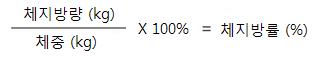 체지방량 (kg)
체중 (kg)
X 100% = 체지방률 (%)